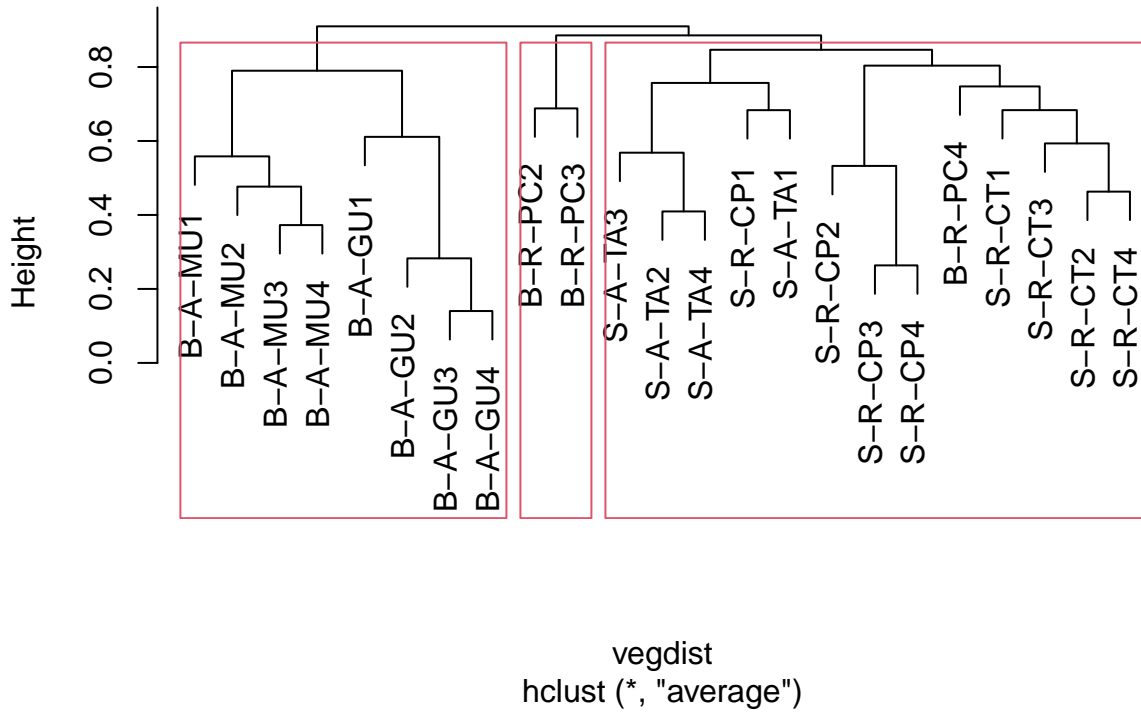 Height
0.0
0.2
0.4
0.6
0.8
B−A−MU1
B−A−MU2
B−A−MU3
B−A−MU4
B−A−GU1
B−A−GU2
B−A−GU3
B−A−GU4
B−R−PC2
B−R−PC3
S−A−TA3
S−A−TA2
S−A−TA4
S−R−CP1
S−A−TA1
S−R−CP2
S−R−CP3
S−R−CP4
B−R−PC4
S−R−CT1
S−R−CT3
S−R−CT2
S−R−CT4
vegdist
hclust (*, "average")